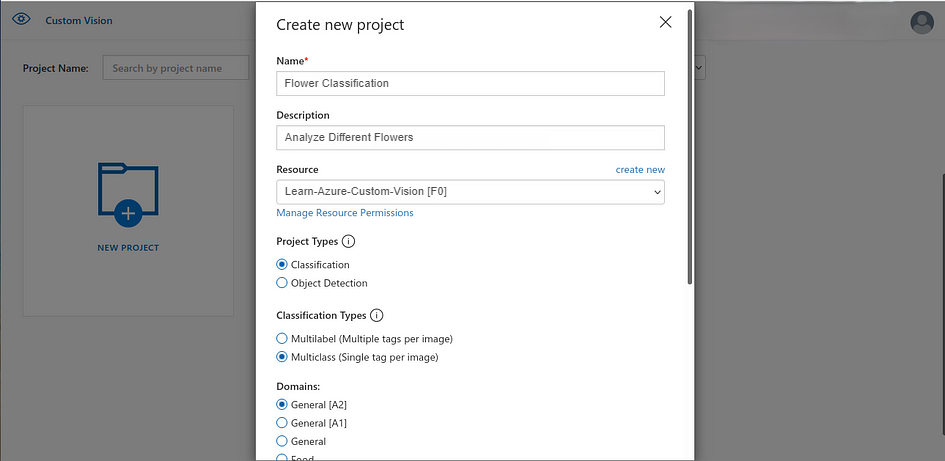 Custom Vision
Create new project
Project Name:
Search by project name
Name*
Flower Classification
Description
Analyze Different Flowers
Resource
create new
Learn-Azure-Custom-Vision [F0]
Manage Resource Permissions
NEW PROJECT
Project Types
Classification
Object Detection
Classification Types
Multilabel (Multiple tags per image)
Multiclass (Single tag per image)
Domains:
General [A2]
General [A1]
General
Food